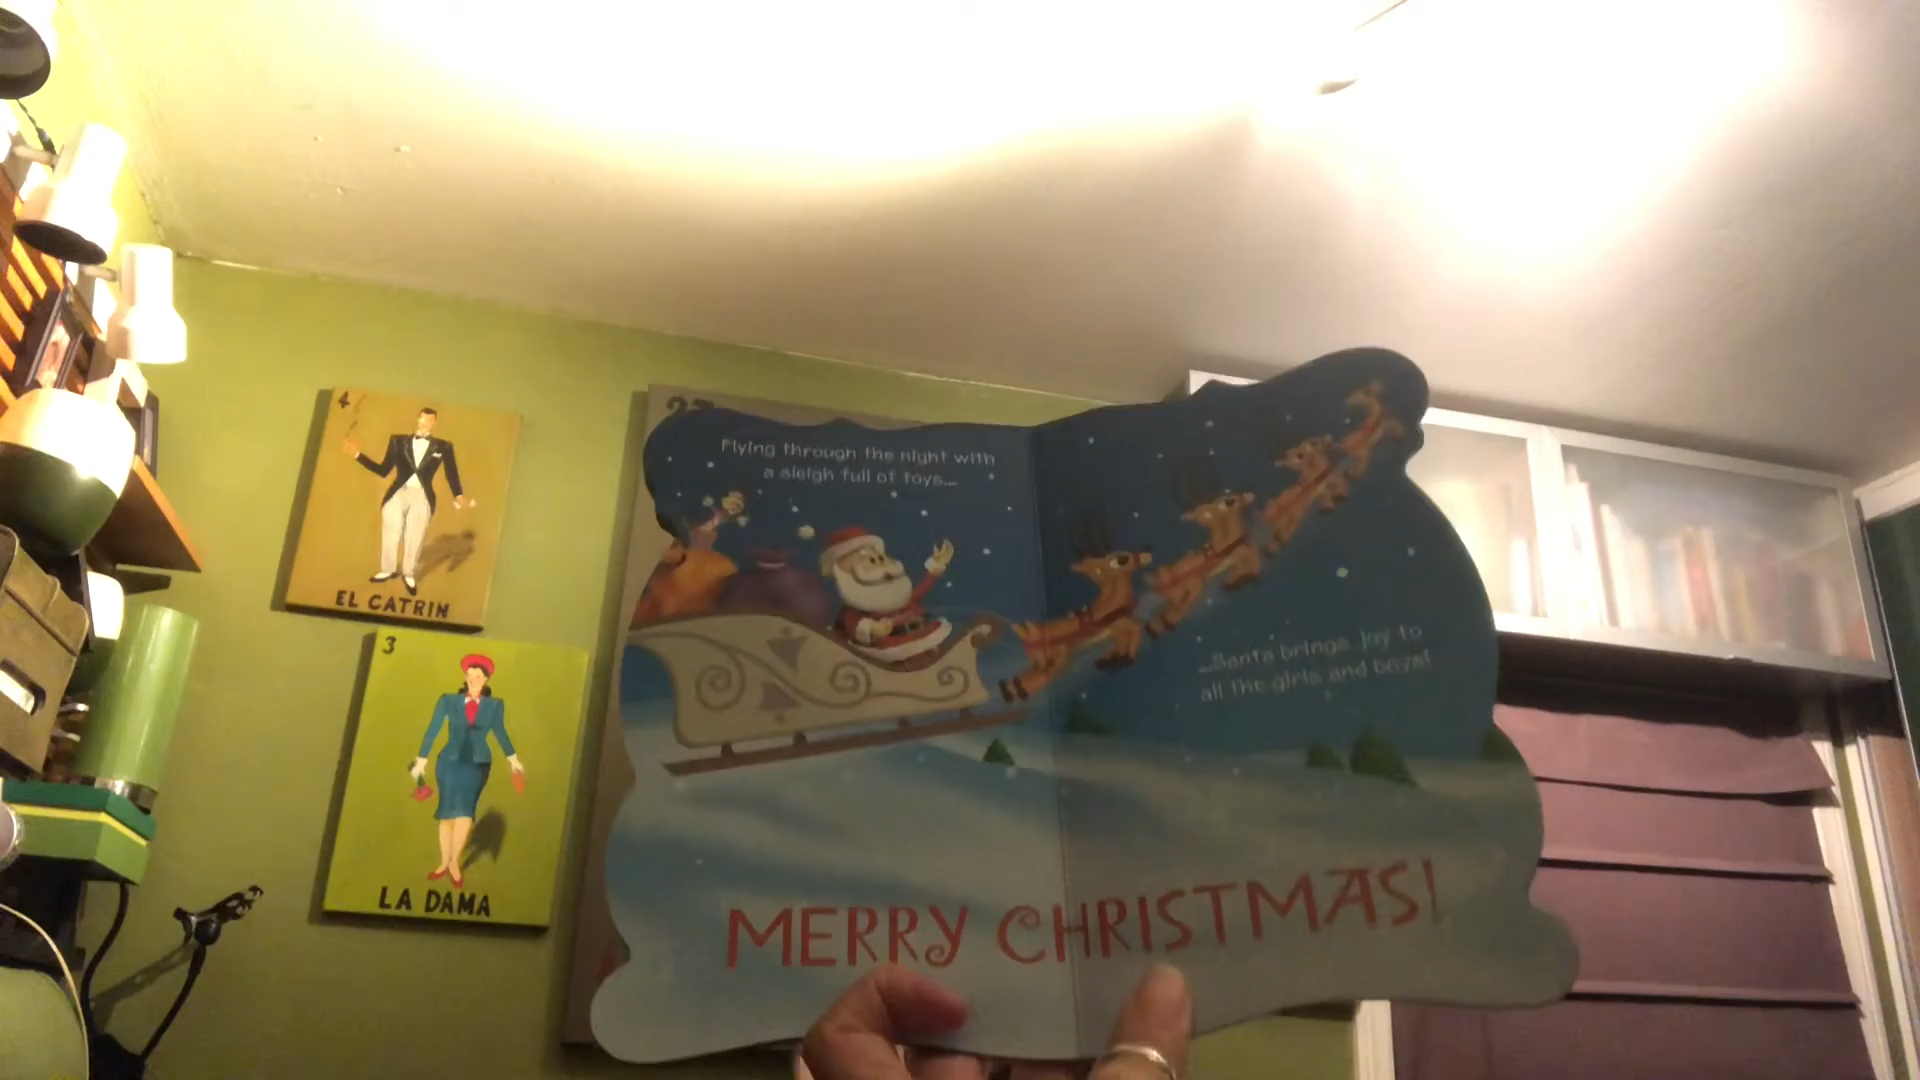 4
EL CATRIN
3
LA DAMA
Flying through the night with
a sleigh full of toys...
...Santa brings joy to
all the girls and boys!
MERRY CHRISTMAS!